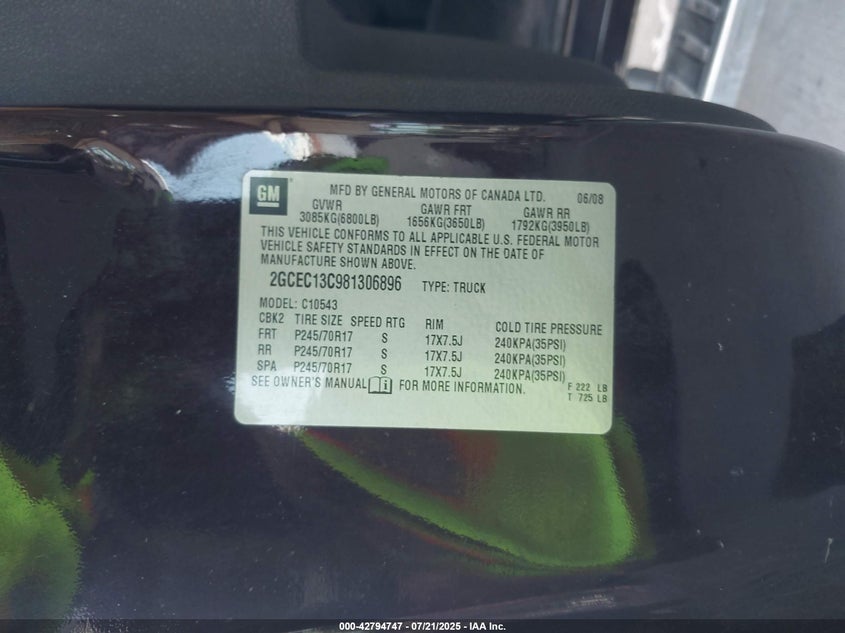 GM
MFD BY GENERAL MOTORS OF CANADA LTD. 06/08
GVWR GAWR FRT GAWR RR
3085KG(6800LB) 1656KG(3650LB) 1792KG(3950LB)
THIS VEHICLE CONFORMS TO ALL APPLICABLE U.S. FEDERAL MOTOR
VEHICLE SAFETY STANDARDS IN EFFECT ON THE DATE OF
MANUFACTURE SHOWN ABOVE.
2GCEC13C981306896 TYPE: TRUCK
MODEL: C10543
CBK2 TIRE SIZE SPEED RTG RIM COLD TIRE PRESSURE
FRT P245/70R17 S 17X7.5J 240KPA(35PSI)
RR P245/70R17 S 17X7.5J 240KPA(35PSI)
SPA P245/70R17 S 17X7.5J 240KPA(35PSI)
SEE OWNER'S MANUAL FOR MORE INFORMATION. F 222 LB
T 725 LB
000-42794747 - 07/21/2025 - IAA Inc.